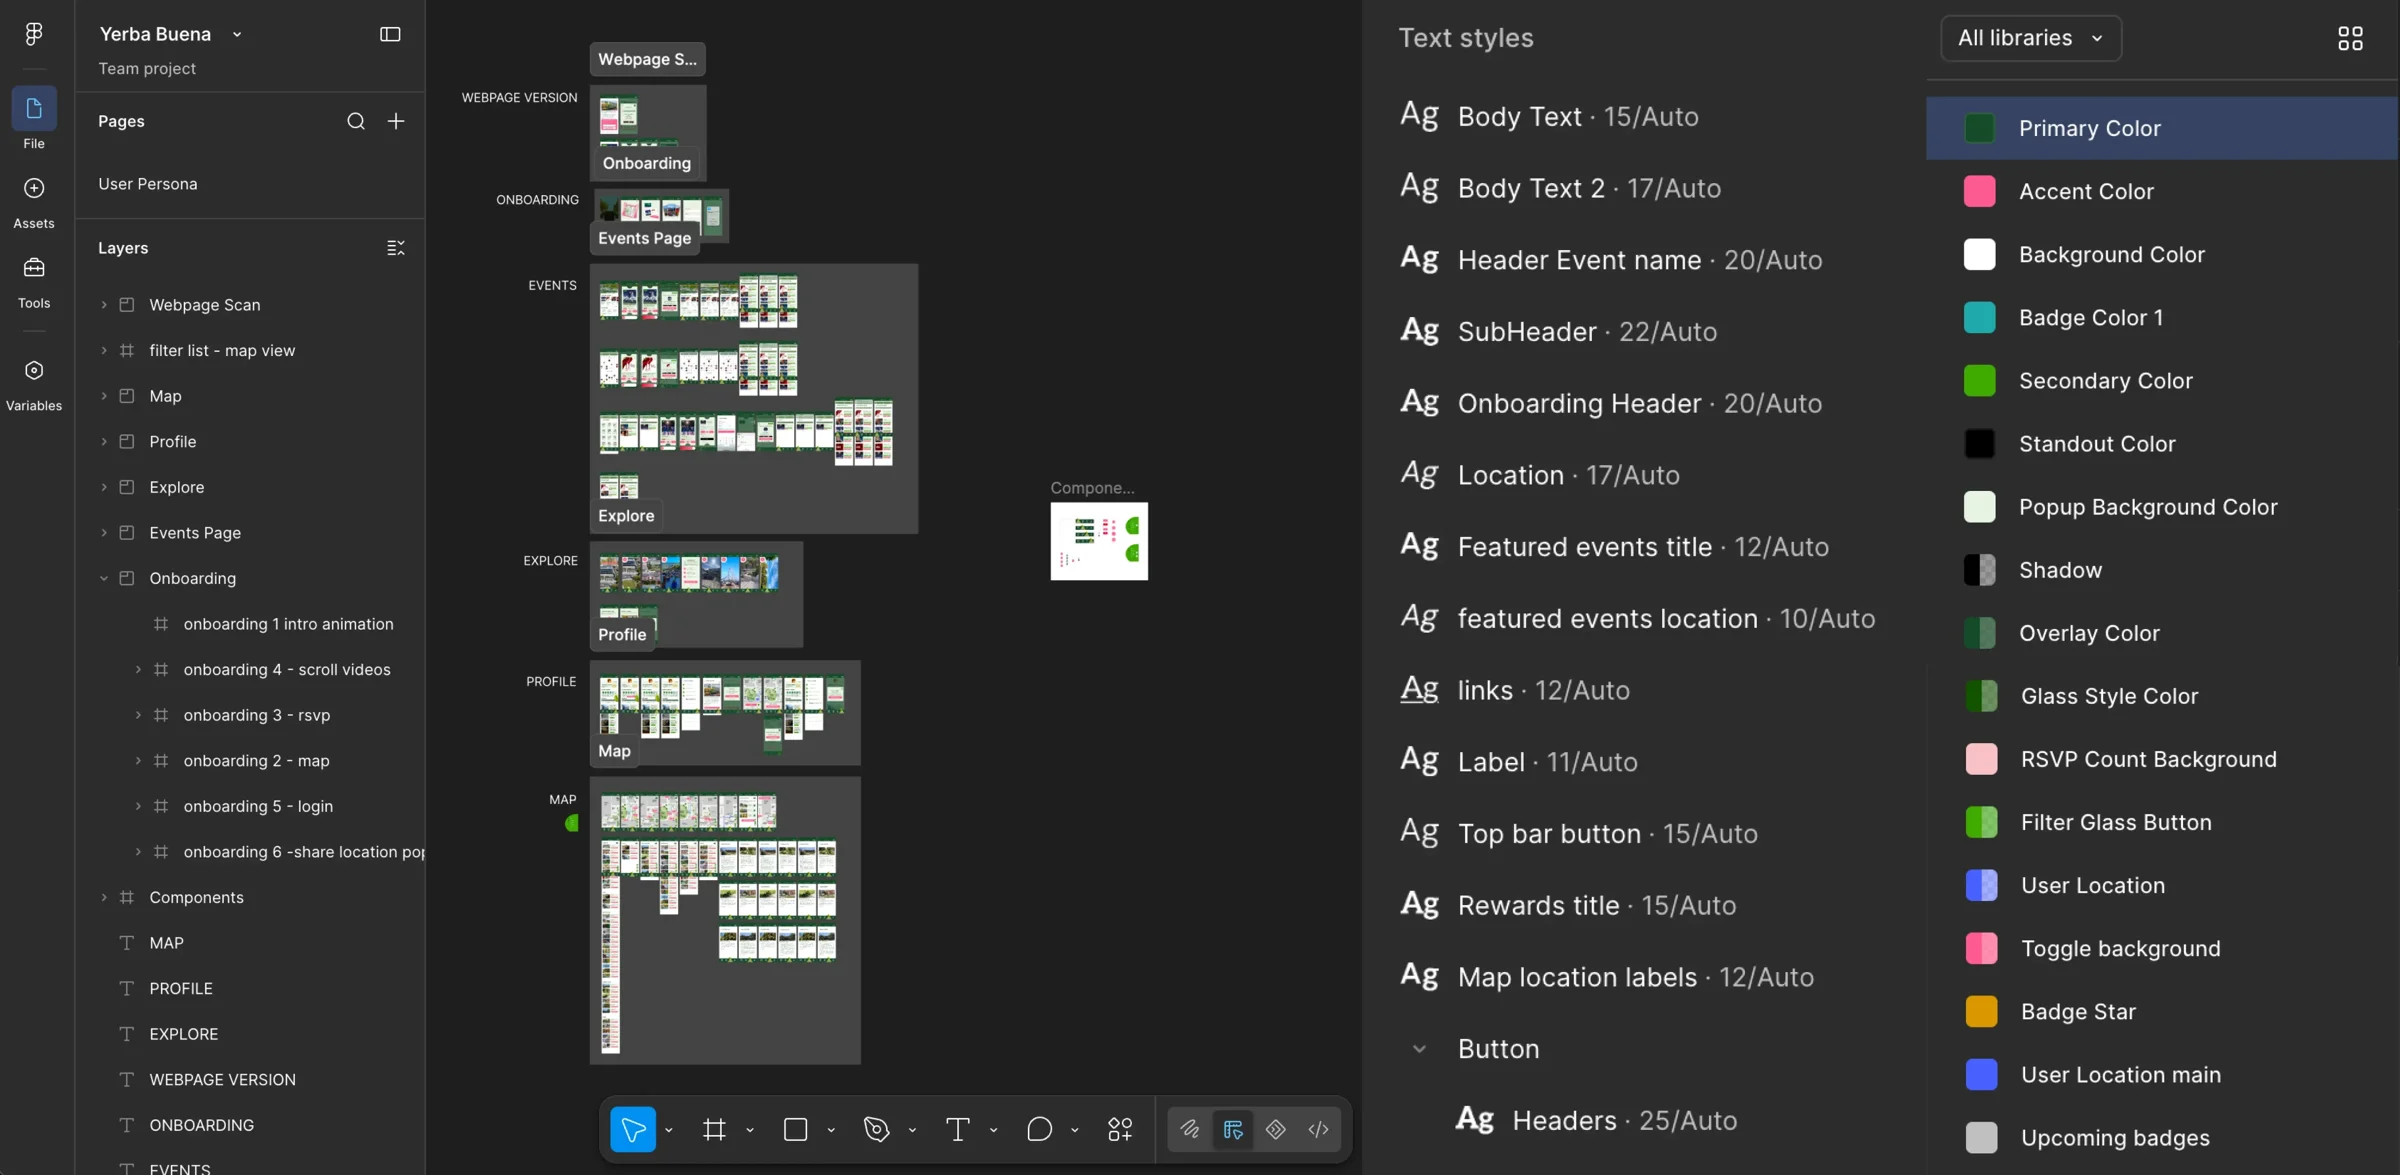 Yerba Buena
Team project
File
Assets
Tools
Variables
Pages
User Persona
Layers
Webpage Scan
filter list - map view
Map
Profile
Explore
Events Page
Onboarding
onboarding 1 intro animation
onboarding 4 - scroll videos
onboarding 3 - rsvp
onboarding 2 - map
onboarding 5 - login
onboarding 6 -share location pop
Components
MAP
PROFILE
EXPLORE
WEBPAGE VERSION
ONBOARDING
EVENTS
Webpage S...
WEBPAGE VERSION
Onboarding
ONBOARDING
Events Page
EVENTS
Explore
EXPLORE
Profile
PROFILE
Map
MAP
Compone...
Text styles
Ag Body Text · 15/Auto
Ag Body Text 2 · 17/Auto
Ag Header Event name · 20/Auto
Ag SubHeader · 22/Auto
Ag Onboarding Header · 20/Auto
Ag Location · 17/Auto
Ag Featured events title · 12/Auto
Ag featured events location · 10/Auto
Ag links · 12/Auto
Ag Label · 11/Auto
Ag Top bar button · 15/Auto
Ag Rewards title · 15/Auto
Ag Map location labels · 12/Auto
Button
Ag Headers · 25/Auto
All libraries
Primary Color
Accent Color
Background Color
Badge Color 1
Secondary Color
Standout Color
Popup Background Color
Shadow
Overlay Color
Glass Style Color
RSVP Count Background
Filter Glass Button
User Location
Toggle background
Badge Star
User Location main
Upcoming badges